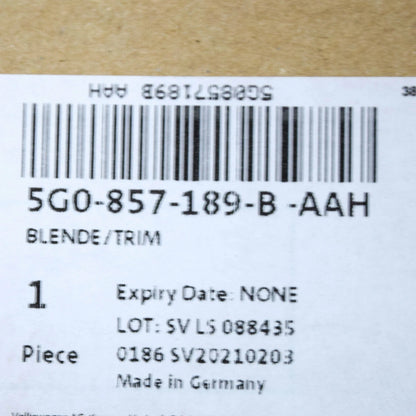 5G0857189B AAH
38
5G0-857-189-B -AAH
BLENDE/TRIM
1
Expiry Date: NONE
LOT: SV LS 088435
Piece
0186 SV20210203
Made in Germany